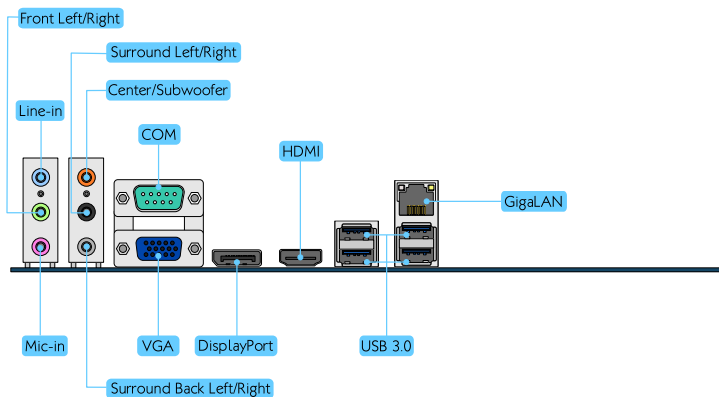 Front Left/Right
Surround Left/Right
Center/Subwoofer
Line-in
COM
HDMI
GigaLAN
Mic-in
VGA
DisplayPort
USB 3.0
Surround Back Left/Right